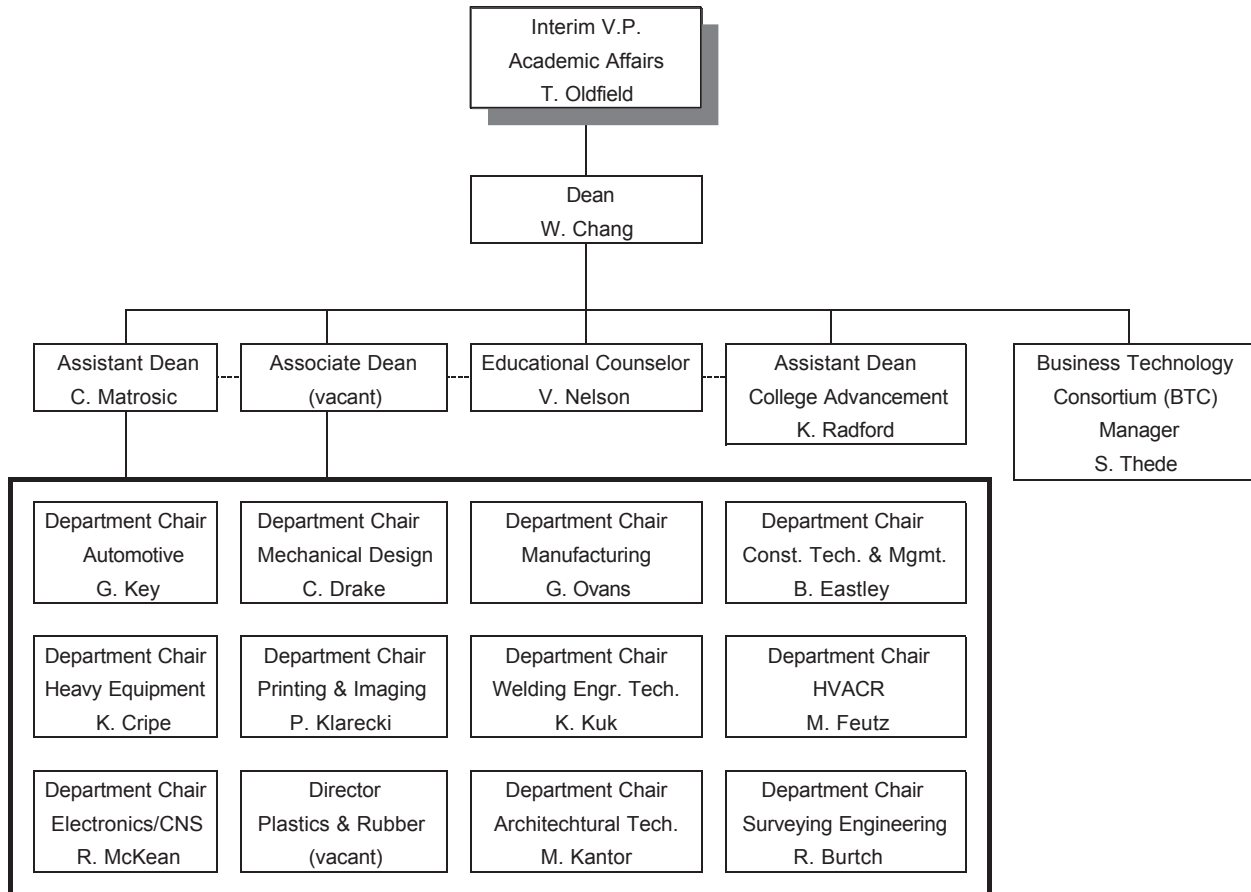 Interim V.P.
Academic Affairs
T. Oldfield
Dean
W. Chang
Assistant Dean
C. Matrosic
Associate Dean
(vacant)
Educational Counselor
V. Nelson
Assistant Dean
College Advancement
K. Radford
Business Technology
Consortium (BTC)
Manager
S. Thede
Department Chair
Automotive
G. Key
Department Chair
Mechanical Design
C. Drake
Department Chair
Manufacturing
G. Ovans
Department Chair
Const. Tech. & Mgmt.
B. Eastley
Department Chair
Heavy Equipment
K. Cripe
Department Chair
Printing & Imaging
P. Klarecki
Department Chair
Welding Engr. Tech.
K. Kuk
Department Chair
HVACR
M. Feutz
Department Chair
Electronics/CNS
R. McKean
Director
Plastics & Rubber
(vacant)
Department Chair
Architechtural Tech.
M. Kantor
Department Chair
Surveying Engineering
R. Burtch